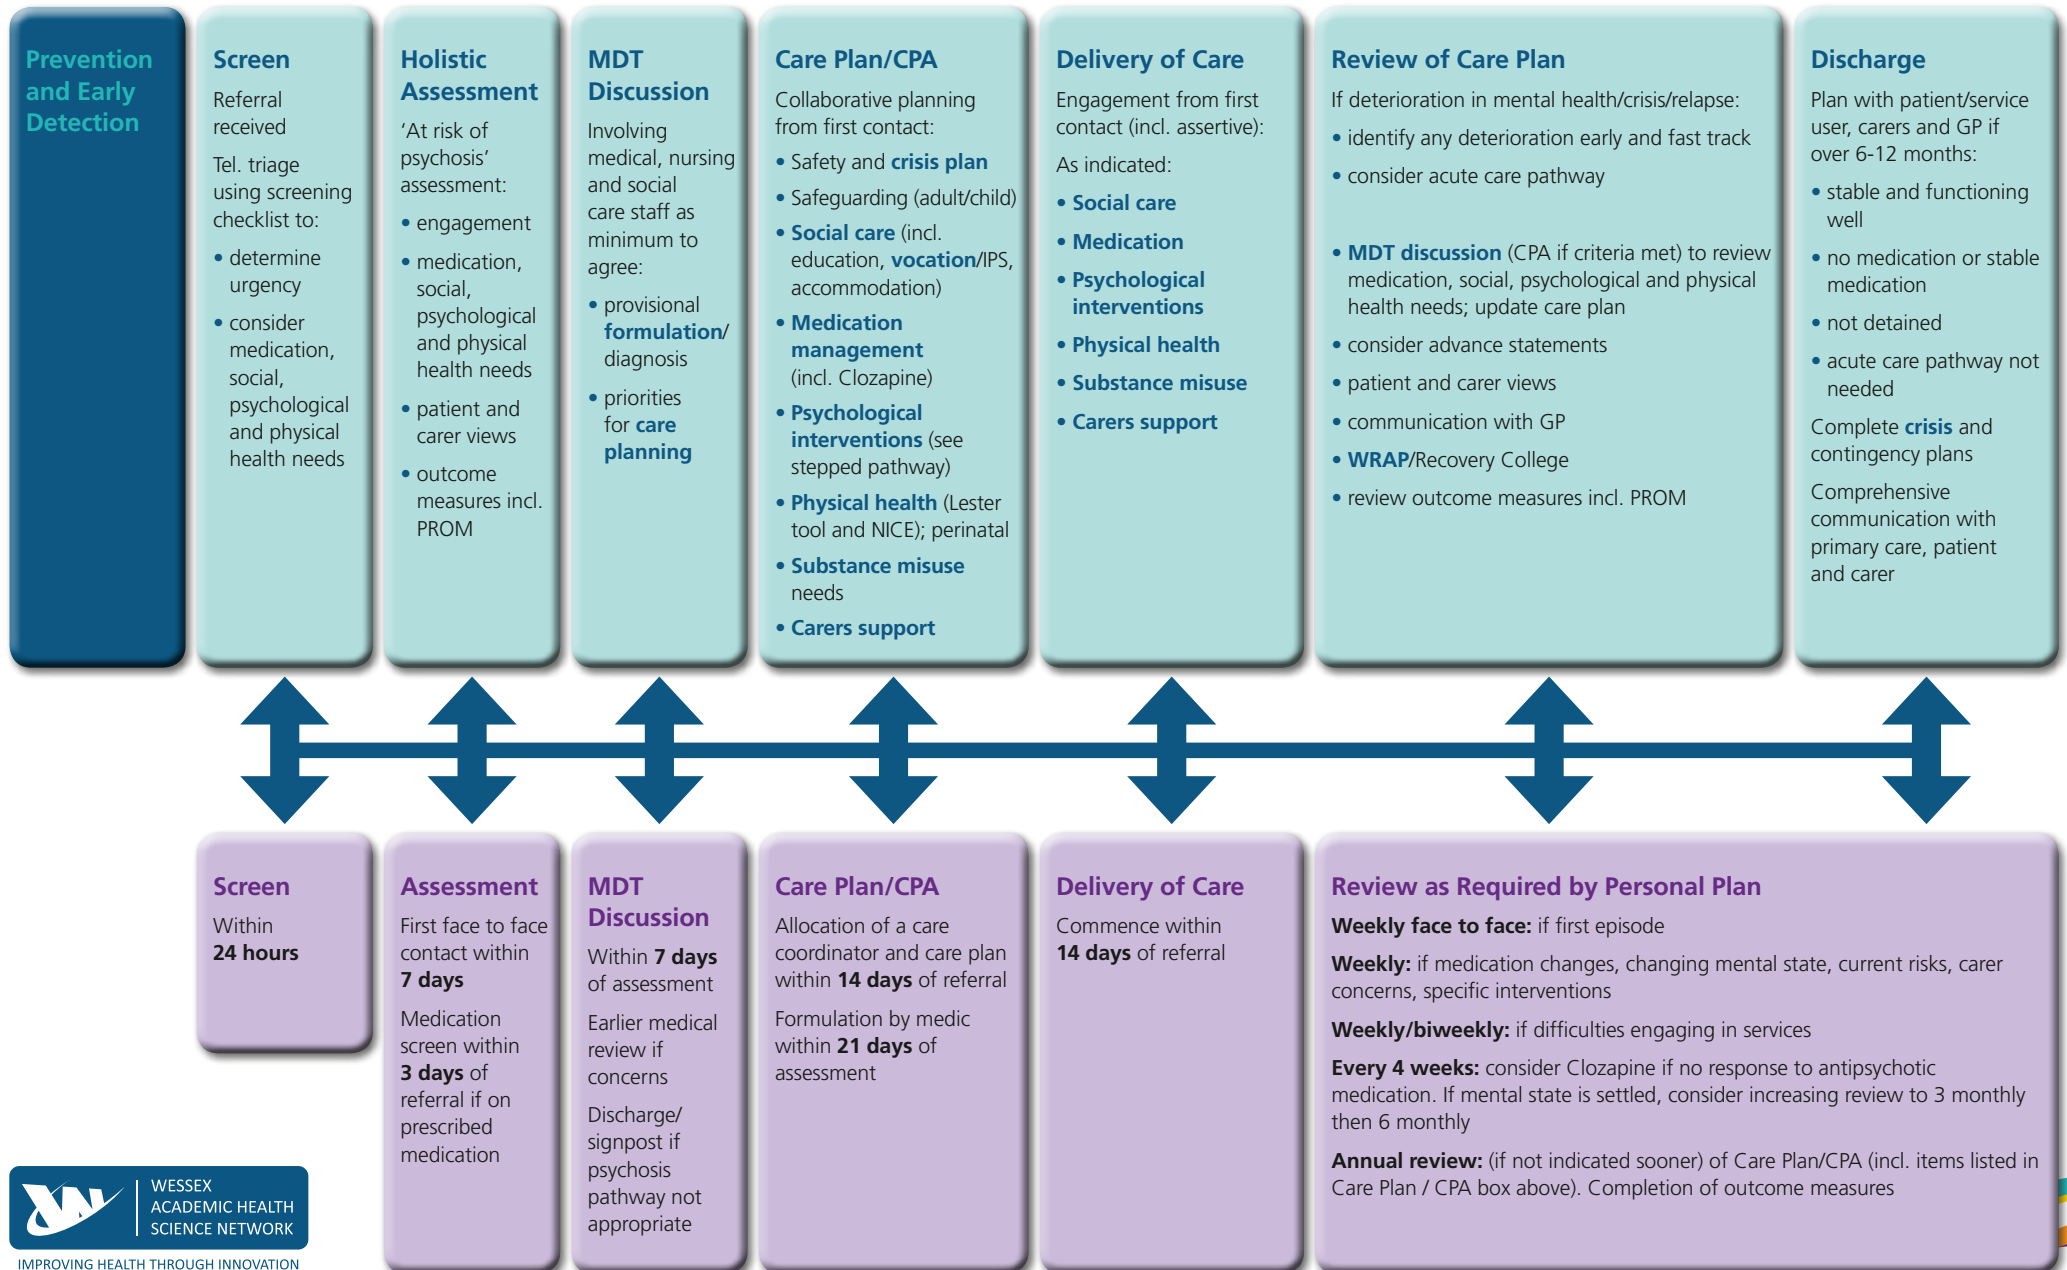 Prevention
and Early
Detection
Screen
Referral
received
Tel. triage
using screening
checklist to:
• determine
urgency
• consider
medication,
social,
psychological
and physical
health needs
Holistic
Assessment
‘At risk of
psychosis’
assessment:
• engagement
• medication,
social,
psychological
and physical
health needs
• patient and
carer views
• outcome
measures incl.
PROM
MDT
Discussion
Involving
medical, nursing
and social
care staff as
minimum to
agree:
• provisional
formulation/
diagnosis
• priorities
for care
planning
Care Plan/CPA
Collaborative planning
from first contact:
• Safety and crisis plan
• Safeguarding (adult/child)
• Social care (incl.
education, vocation/IPS,
accommodation)
• Medication
management
(incl. Clozapine)
• Psychological
interventions (see
stepped pathway)
• Physical health (Lester
tool and NICE); perinatal
• Substance misuse
needs
• Carers support
Delivery of Care
Engagement from first
contact (incl. assertive):
As indicated:
• Social care
• Medication
• Psychological
interventions
• Physical health
• Substance misuse
• Carers support
Review of Care Plan
If deterioration in mental health/crisis/relapse:
• identify any deterioration early and fast track
• consider acute care pathway
• MDT discussion (CPA if criteria met) to review
medication, social, psychological and physical
health needs; update care plan
• consider advance statements
• patient and carer views
• communication with GP
• WRAP/Recovery College
• review outcome measures incl. PROM
Discharge
Plan with patient/service
user, carers and GP if
over 6-12 months:
• stable and functioning
well
• no medication or stable
medication
• not detained
• acute care pathway not
needed
Complete crisis and
contingency plans
Comprehensive
communication with
primary care, patient
and carer
Screen
Within
24 hours
Assessment
First face to face
contact within
7 days
Medication
screen within
3 days of
referral if on
prescribed
medication
MDT
Discussion
Within 7 days
of assessment
Earlier medical
review if
concerns
Discharge/
signpost if
psychosis
pathway not
appropriate
Care Plan/CPA
Allocation of a care
coordinator and care plan
within 14 days of referral
Formulation by medic
within 21 days of
assessment
Delivery of Care
Commence within
14 days of referral
Review as Required by Personal Plan
Weekly face to face: if first episode
Weekly: if medication changes, changing mental state, current risks, carer
concerns, specific interventions
Weekly/biweekly: if difficulties engaging in services
Every 4 weeks: consider Clozapine if no response to antipsychotic
medication. If mental state is settled, consider increasing review to 3 monthly
then 6 monthly
Annual review: (if not indicated sooner) of Care Plan/CPA (incl. items listed in
Care Plan / CPA box above). Completion of outcome measures
WESSEX
ACADEMIC HEALTH
SCIENCE NETWORK
IMPROVING HEALTH THROUGH INNOVATION